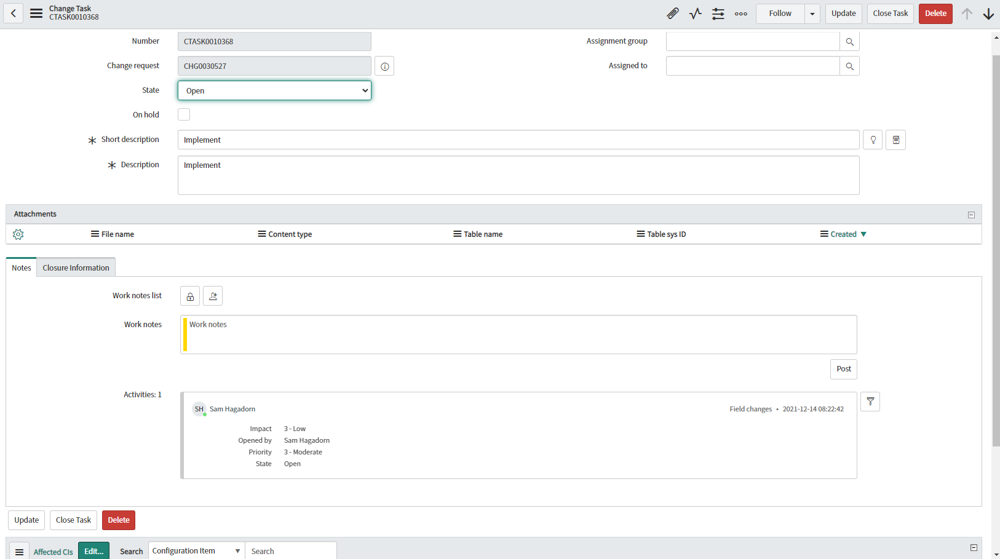 Change Task
CTASK0010368
Follow
Update
Close Task
Delete
Number
CTASK0010368
Assignment group
Change request
CHG0030527
Assigned to
State
Open
On hold
Short description
Implement
Description
Implement
Attachments
File name
Content type
Table name
Table sys ID
Created
Notes
Closure Information
Work notes list
Work notes
Work notes
Post
Activities: 1
SH
Sam Hagadorn
Field changes • 2021-12-14 08:22:42
Impact
3 - Low
Opened by
Sam Hagadorn
Priority
3 - Moderate
State
Open
Update
Close Task
Delete
Affected CIs
Edit...
Search
Configuration Item
Search